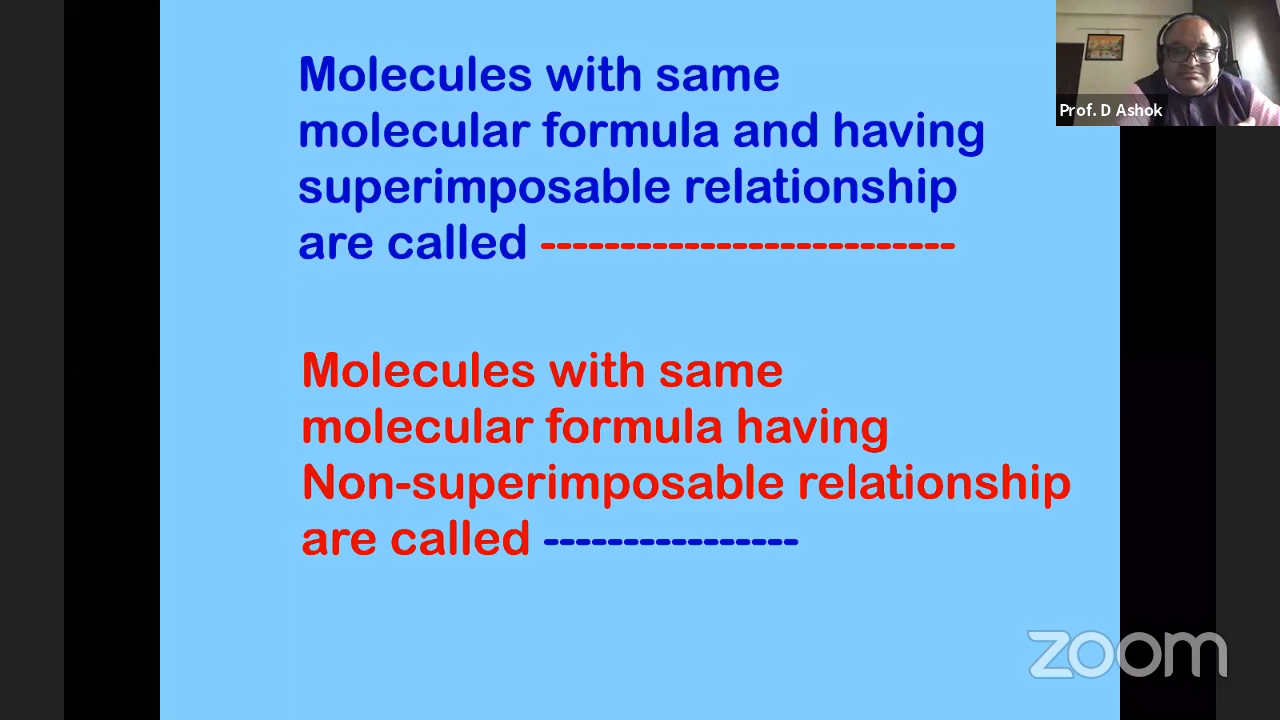 Molecules with same
molecular formula and having
superimposable relationship
are called --------------------------
Molecules with same
molecular formula having
Non-superimposable relationship
are called ----------------
Prof. D Ashok
zoom